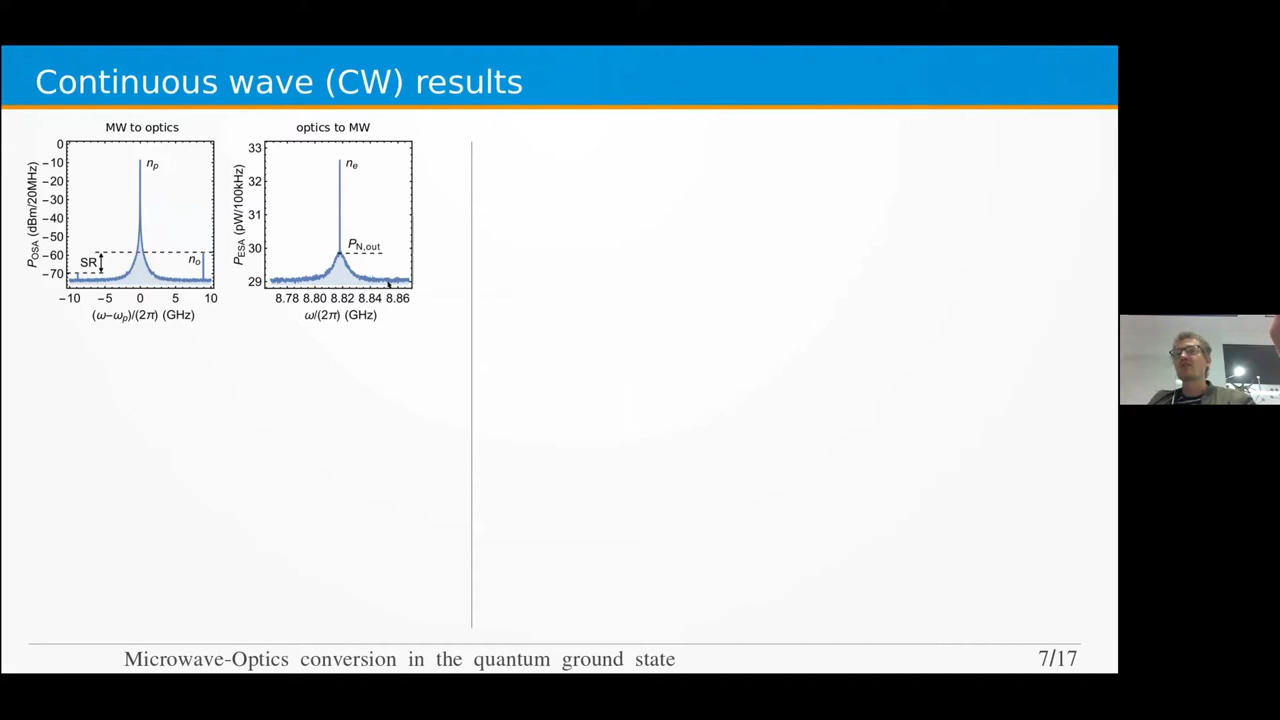 Continuous wave (CW) results
MW to optics
0
−10
−20
−30
−40
−50
−60
−70
P_OSA (dBm/20MHz)
n_p
SR
n_o
−10 −5 0 5 10
(ω−ω_p)/(2π) (GHz)
optics to MW
33
32
31
30
29
P_ESA (pW/100kHz)
n_e
P_N,out
8.78 8.80 8.82 8.84 8.86
ω/(2π) (GHz)
Microwave-Optics conversion in the quantum ground state
7/17